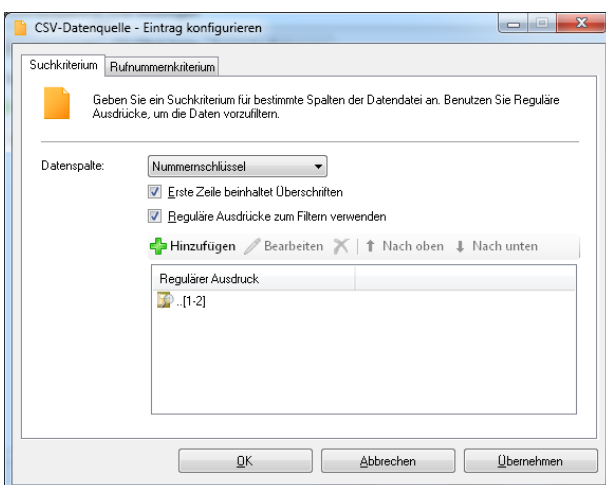 CSV-Datenquelle - Eintrag konfigurieren
Suchkriterium Rufnummernkriterium
Geben Sie ein Suchkriterium für bestimmte Spalten der Datendatei an. Benutzen Sie Reguläre
Ausdrücke, um die Daten vorzufiltern.
Datenspalte: Nummernschlüssel
Erste Zeile beinhaltet Überschriften
Reguläre Ausdrücke zum Filtern verwenden
Hinzufügen Bearbeiten Nach oben Nach unten
Regulärer Ausdruck
..[1-2]
OK Abbrechen Übernehmen